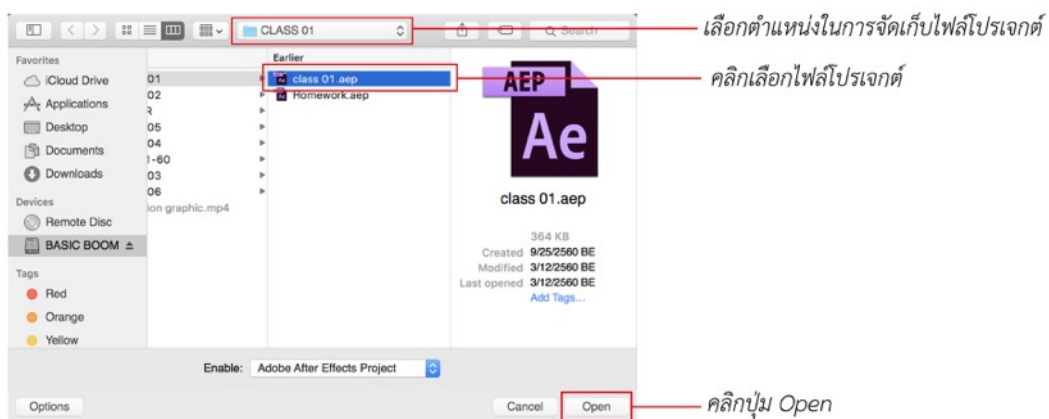 CLASS 01
Search
เลือกตำแหน่งในการจัดเก็บไฟล์โปรเจกต์
Favorites
iCloud Drive
Applications
Desktop
Documents
Downloads
Devices
Remote Disc
BASIC BOOM
Tags
Red
Orange
Yellow
01
02
R
05
04
1-60
03
06
ion graphic.mp4
Earlier
class 01.aep
Homework.aep
คลิกเลือกไฟล์โปรเจกต์
AEP
Ae
class 01.aep
364 KB
Created 9/25/2560 BE
Modified 3/12/2560 BE
Last opened 3/12/2560 BE
Add Tags...
Enable: Adobe After Effects Project
Options
Cancel
Open
คลิกปุ่ม Open